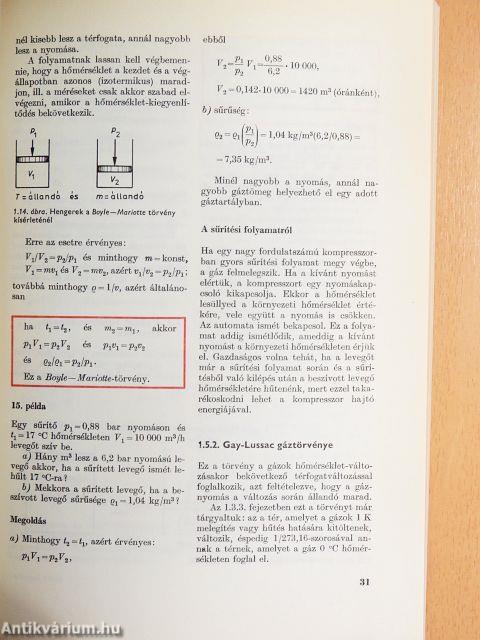 nél kisebb lesz a térfogata, annál nagyobb
lesz a nyomása.
A folyamatnak lassan kell végbemen-
nie, hogy a hőmérséklet a kezdet és a vég-
állapotban azonos (izotermikus) marad-
jon, ill. a méréseket csak akkor szabad el-
végezni, amikor a hőmérséklet-kiegyenlí-
tődés bekövetkezik.
p₁ p₂
V₁ V₂
T = állandó és m = állandó
1.14. ábra. Hengerek a Boyle—Mariotte törvény
kísérleténél
Erre az esetre érvényes:
V₁/V₂ = p₂/p₁ és minthogy m = konst,
V₁ = mv₁ és V₂ = mv₂, azért v₁/v₂ = p₂/p₁;
továbbá minthogy ϱ = 1/v, azért általáno-
san
ha t₁ = t₂, és m₂ = m₁, akkor
p₁V₁ = p₂V₂ és p₁v₁ = p₂v₂
és ϱ₂/ϱ₁ = p₂/p₁.
Ez a Boyle—Mariotte-törvény.
15. példa
Egy sűrítő p₁ = 0,88 bar nyomáson és
t₁ = 17 °C hőmérsékleten V₁ = 10 000 m³/h
levegőt szív be.
a) Hány m³ lesz a 6,2 bar nyomású le-
vegő akkor, ha a sűrített levegő ismét le-
hűlt 17 °C-ra?
b) Mekkora a sűrített levegő, ha a be-
szívott levegő sűrűsége ϱ₁ = 1,04 kg/m³?
Megoldás
a) Minthogy t₂ = t₁, azért érvényes:
p₁V₁ = p₂V₂,
ebből
V₂ = p₁/p₂ V₁ = 0,88/6,2 · 10 000,
V₂ = 0,142 · 10 000 = 1420 m³ (óránként),
b) sűrűség:
ϱ₂ = ϱ₁(p₁/p₂) = 1,04 kg/m³(6,2/0,88) =
= 7,35 kg/m³.
Minél nagyobb a nyomás, annál na-
gyobb gáztömeg helyezhető el egy adott
gáztartályban.
A sűrítési folyamatról
Ha egy nagy fordulatszámú kompresszor-
ban gyors sűrítési folyamat megy végbe,
a gáz felmelegszik. Ha a kívánt nyomást
elértük, a kompresszort egy nyomáskap-
csoló kikapcsolja. Ekkor a hőmérséklet
lesüllyed a környezeti hőmérséklet érté-
kére, vele együtt a nyomás is csökken.
Az automata ismét bekapcsol. Ez a folya-
mat addig ismétlődik, ameddig a kívánt
nyomást a környezeti hőmérsékleten érjük
el. Gazdaságos volna tehát, ha a levegőt
már a sűrítési folyamat során és a sűrí-
tésből való kilépés után a beszívott levegő
hőmérsékletére hűtenénk, mert ezzel taka-
rékoskodni lehet a kompresszor hajtó
energiájával.
1.5.2. Gay-Lussac gáztörvénye
Ez a törvény a gázok hőmérséklet-válto-
zásakor bekövetkező térfogatváltozással
foglalkozik, azt feltételezve, hogy a gáz-
nyomás a változás során állandó marad.
Az 1.3.3. fejezetben ezt a törvényt már
tárgyaltuk: az a tér, amelyet a gázok 1 K
melegítés vagy hűtés hatására kitöltenek,
változik, éspedig 1/273,16-szorosával an-
nak a térnek, amelyet a gáz 0 °C hőmér-
sékleten foglal el.
31
Antikvárium.hu